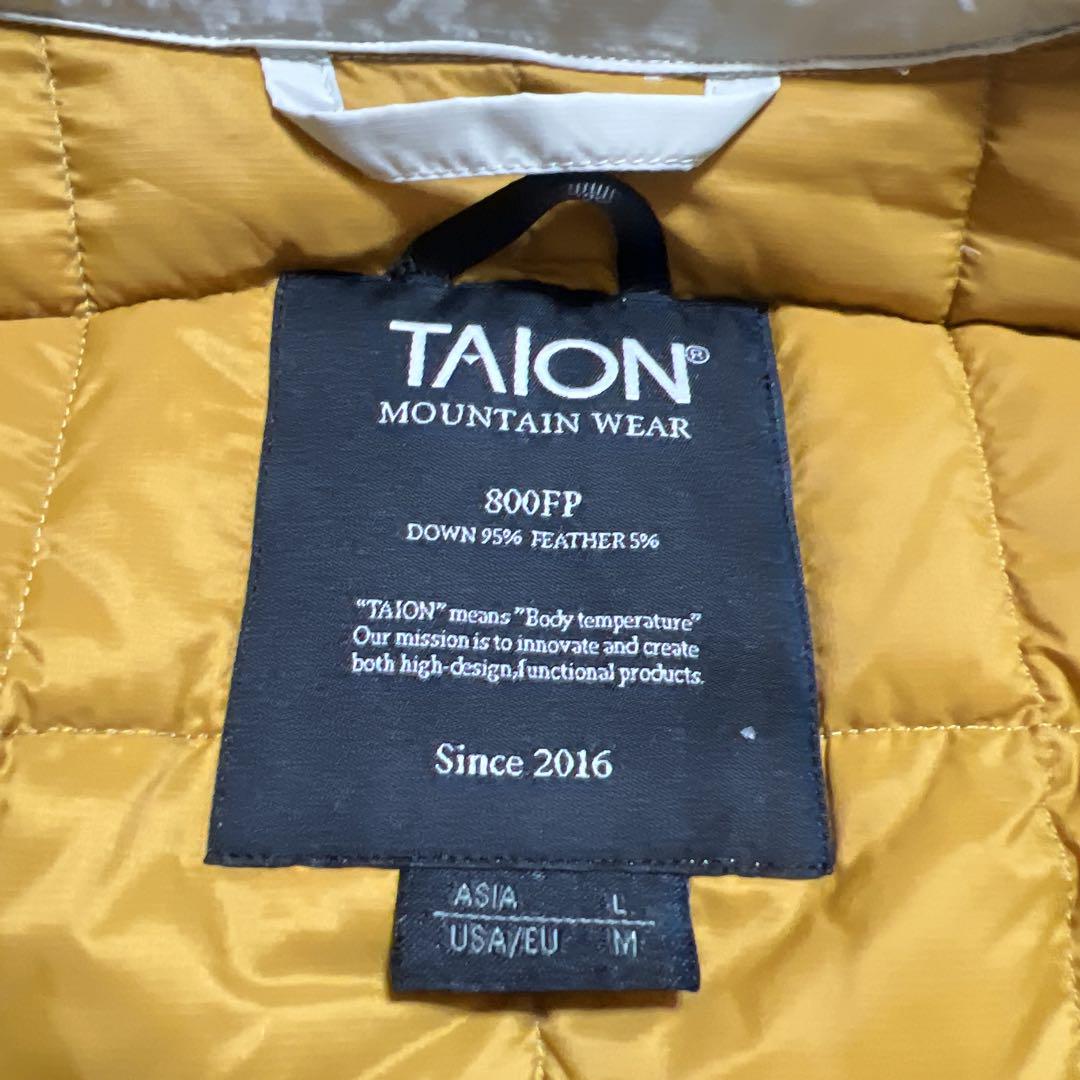 TAION®
MOUNTAIN WEAR
800FP
DOWN 95% FEATHER 5%
"TAION" means "Body temperature"
Our mission is to innovate and create
both high-design,functional products.
Since 2016
ASIA L
USA/EU M